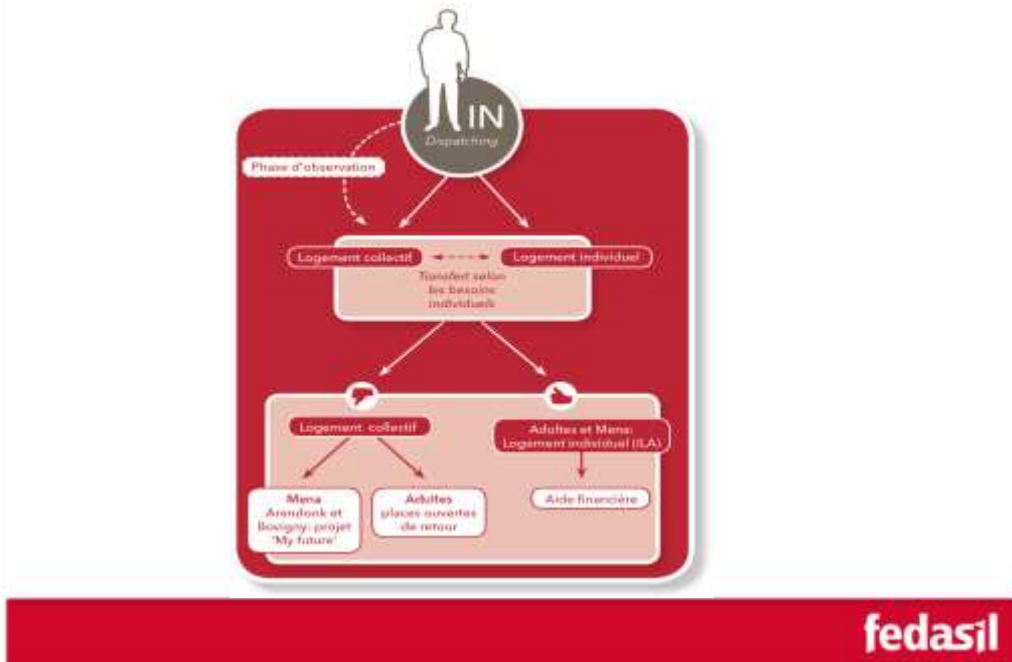 IN
Dispatching
Phase d'observation
Logement collectif
Logement individuel
Transfert selon
les besoins
individuels
Logement collectif
Adultes et Mena:
Logement individuel (ILA)
Mena
Arendonk et
Bovigny: projet
'My future'
Adultes
places ouvertes
de retour
Aide financière
fedasil